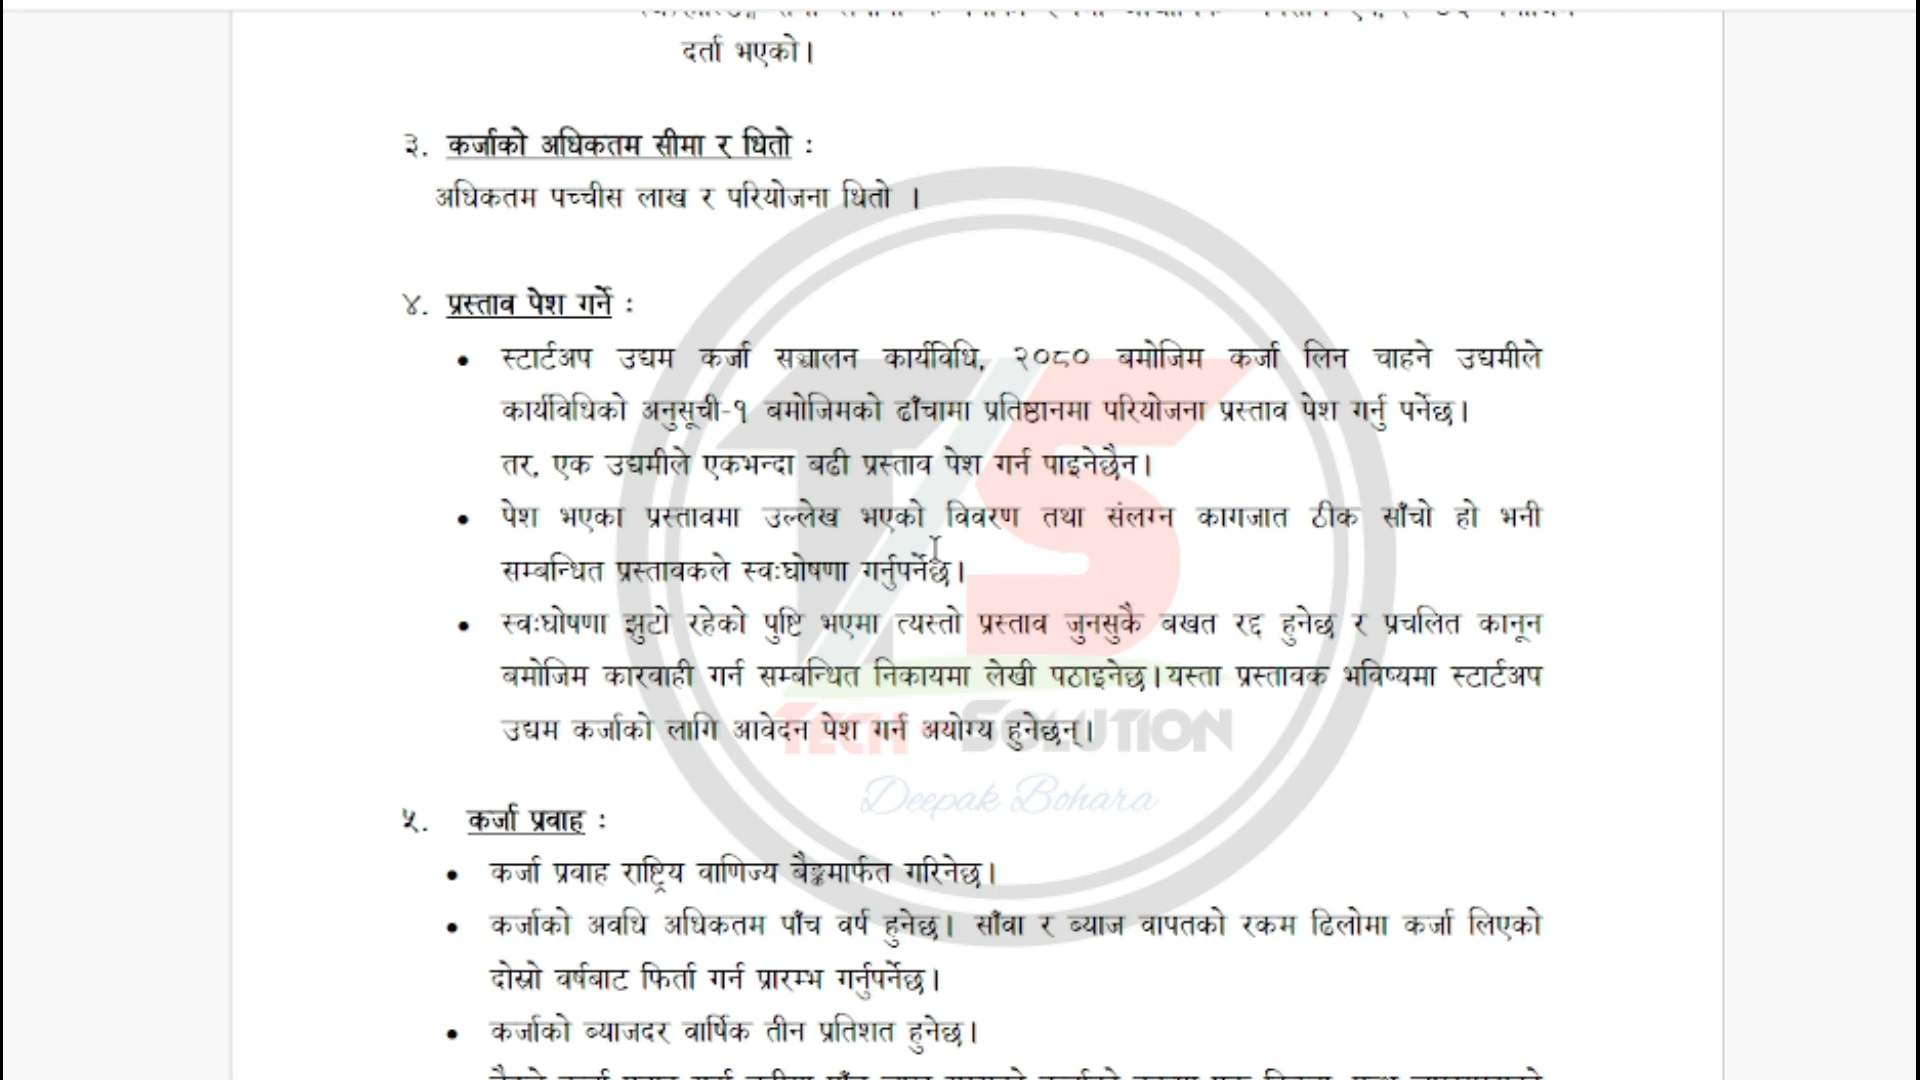 दर्ता भएको।
३. कर्जाको अधिकतम सीमा र धितो :
अधिकतम पच्चीस लाख र परियोजना धितो ।
४. प्रस्ताव पेश गर्ने :
• स्टार्टअप उद्यम कर्जा सञ्चालन कार्यविधि, २०८० बमोजिम कर्जा लिन चाहने उद्यमीले
कार्यविधिको अनुसूची-१ बमोजिमको ढाँचामा प्रतिष्ठानमा परियोजना प्रस्ताव पेश गर्नु पर्नेछ।
तर, एक उद्यमीले एकभन्दा बढी प्रस्ताव पेश गर्न पाइनेछैन।
• पेश भएका प्रस्तावमा उल्लेख भएको विवरण तथा संलग्न कागजात ठीक साँचो हो भनी
सम्बन्धित प्रस्तावकले स्वःघोषणा गर्नुपर्नेछ।
• स्वःघोषणा झुटो रहेको पुष्टि भएमा त्यस्तो प्रस्ताव जुनसुकै बखत रद्द हुनेछ र प्रचलित कानून
बमोजिम कारवाही गर्न सम्बन्धित निकायमा लेखी पठाइनेछ।यस्ता प्रस्तावक भविष्यमा स्टार्टअप
उद्यम कर्जाको लागि आवेदन पेश गर्न अयोग्य हुनेछन्।
TECH SOLUTION
Deepak Bohara
५. कर्जा प्रवाह :
• कर्जा प्रवाह राष्ट्रिय वाणिज्य बैङ्कमार्फत गरिनेछ।
• कर्जाको अवधि अधिकतम पाँच वर्ष हुनेछ। साँवा र ब्याज वापतको रकम ढिलोमा कर्जा लिएको
दोस्रो वर्षबाट फिर्ता गर्न प्रारम्भ गर्नुपर्नेछ।
• कर्जाको ब्याजदर वार्षिक तीन प्रतिशत हुनेछ।